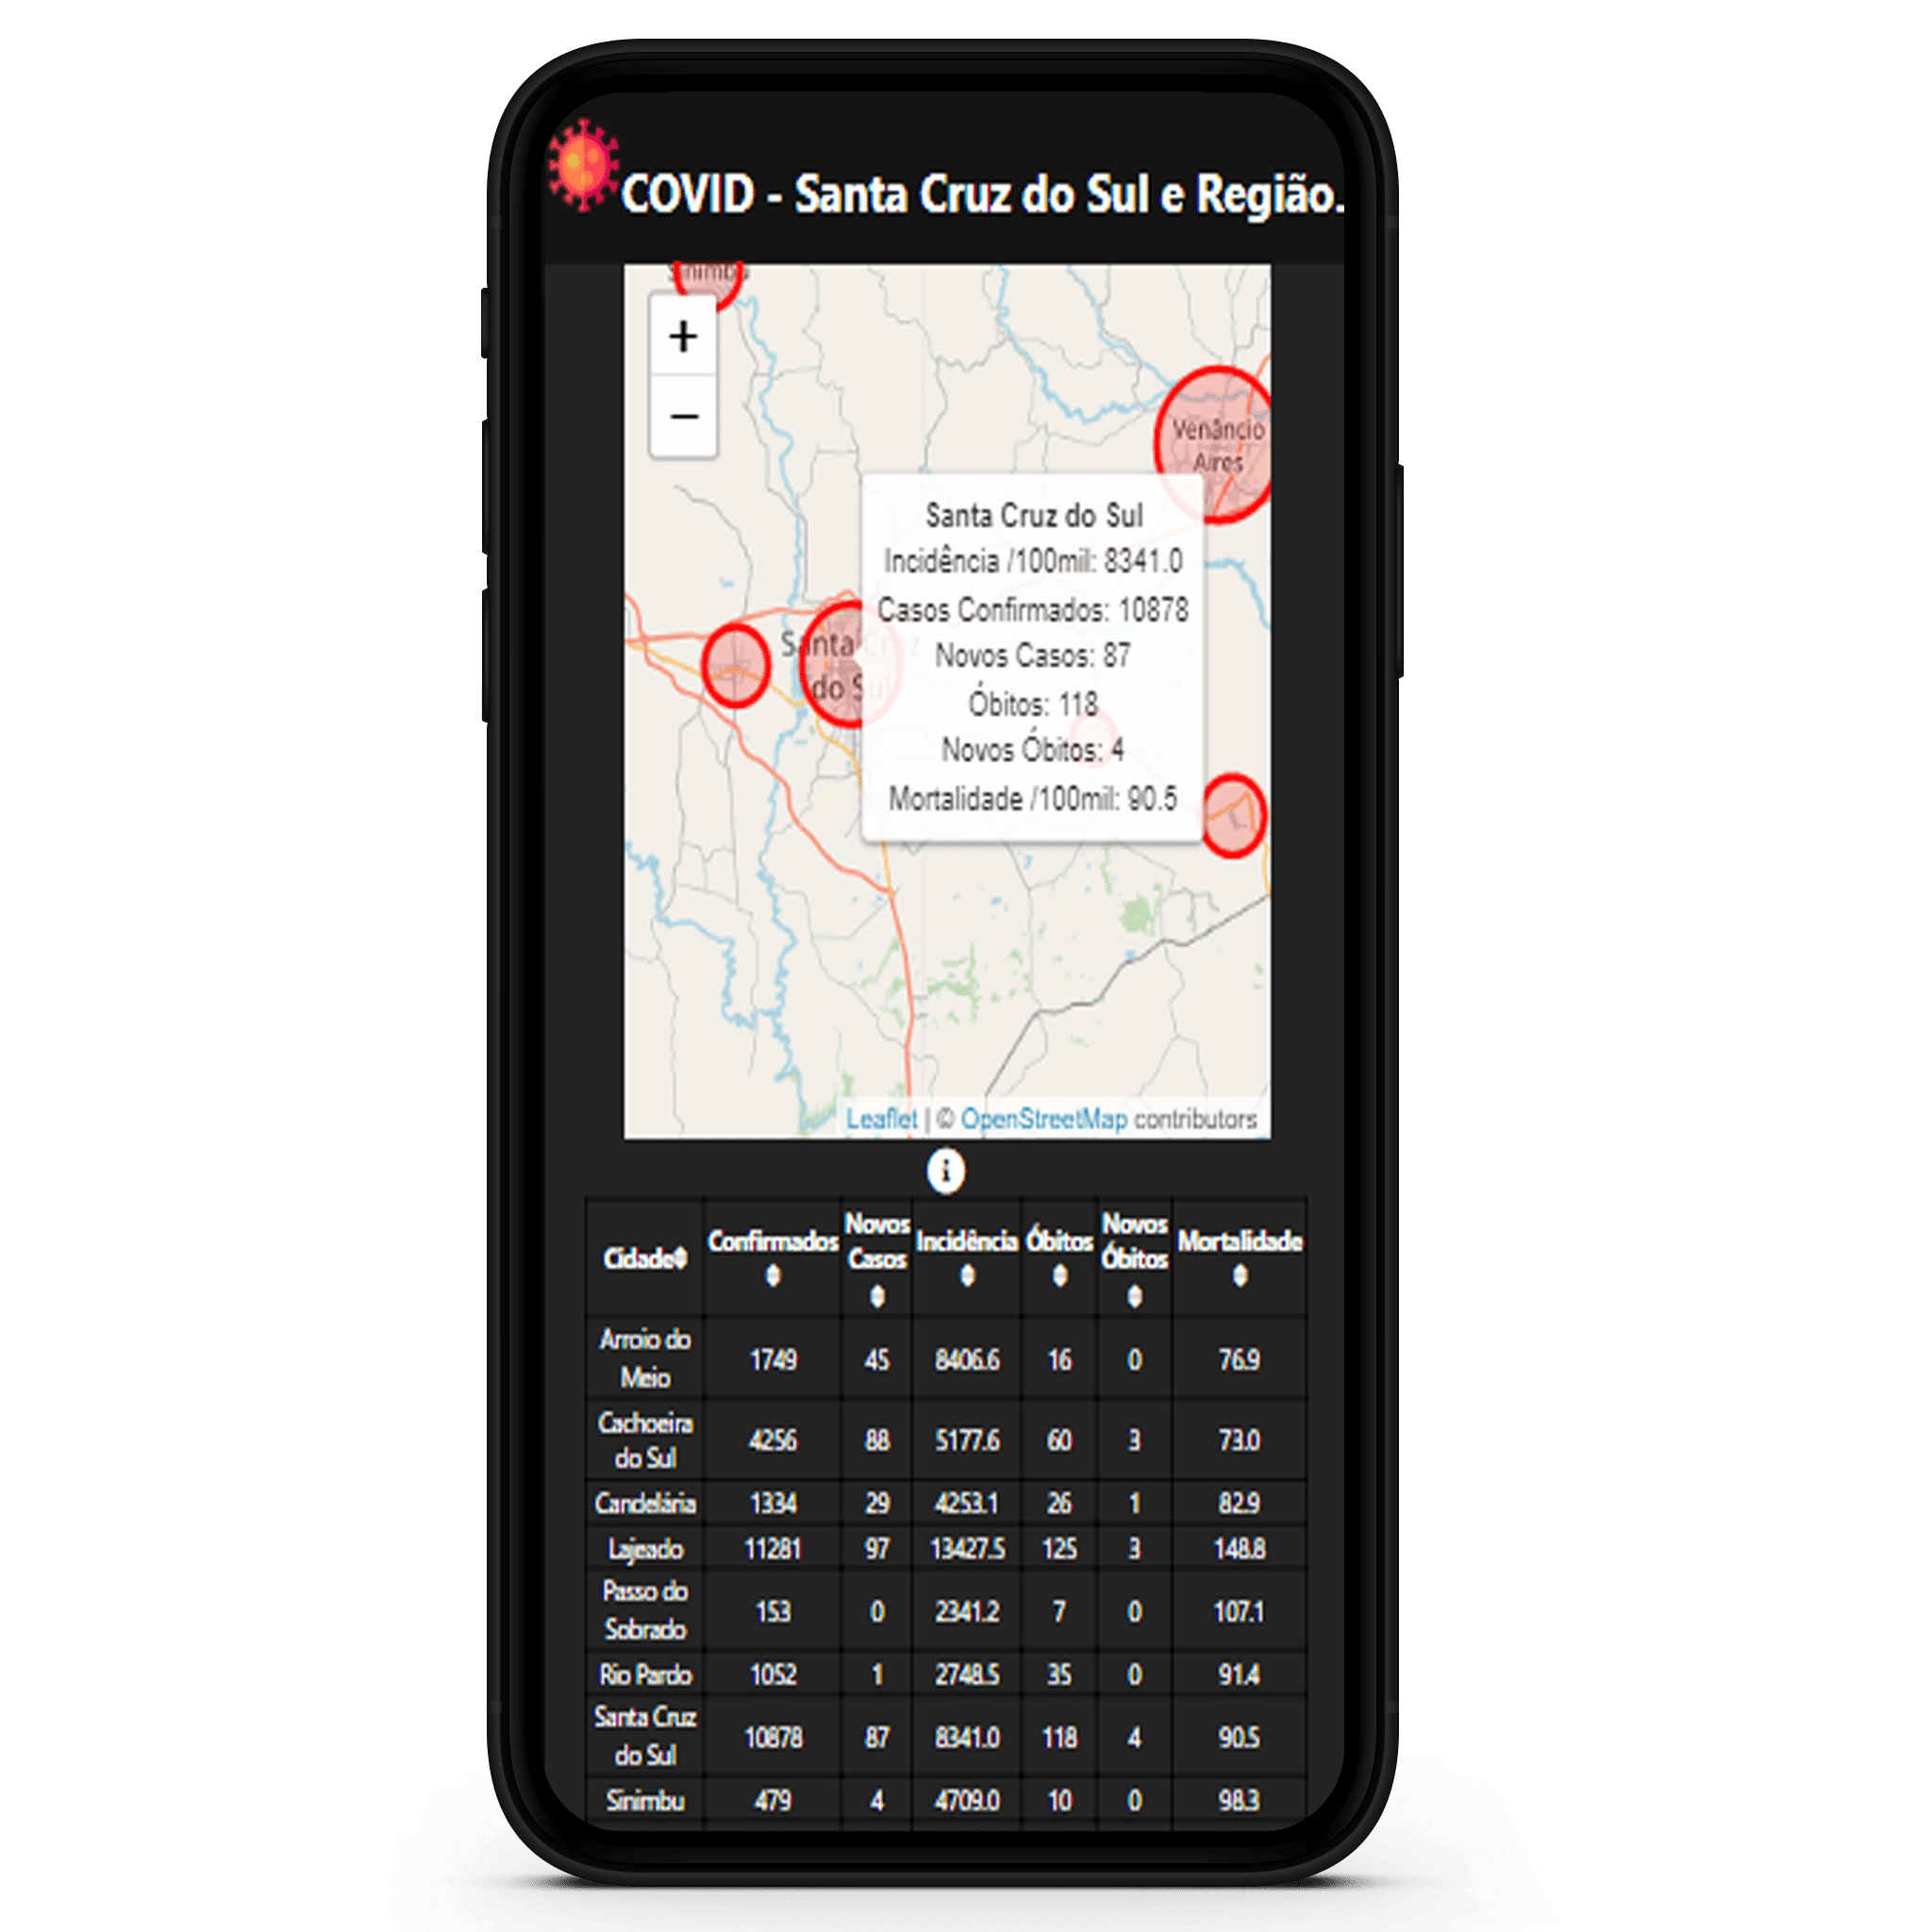 COVID - Santa Cruz do Sul e Região.
Sinimbu
+
−
Venâncio
Aires
Santa Cruz do Sul
Incidência /100mil: 8341.0
Casos Confirmados: 10878
Novos Casos: 87
Óbitos: 118
Novos Óbitos: 4
Mortalidade /100mil: 90.5
Santa Cruz
do Sul
Leaflet | © OpenStreetMap contributors
i
Cidade Confirmados Novos Casos Incidência Óbitos Novos Óbitos Mortalidade
Arroio do Meio 1749 45 8406.6 16 0 76.9
Cachoeira do Sul 4256 88 5177.6 60 3 73.0
Candelária 1334 29 4253.1 26 1 82.9
Lajeado 11281 97 13427.5 125 3 148.8
Passo do Sobrado 153 0 2341.2 7 0 107.1
Rio Pardo 1052 1 2748.5 35 0 91.4
Santa Cruz do Sul 10878 87 8341.0 118 4 90.5
Sinimbu 479 4 4709.0 10 0 98.3